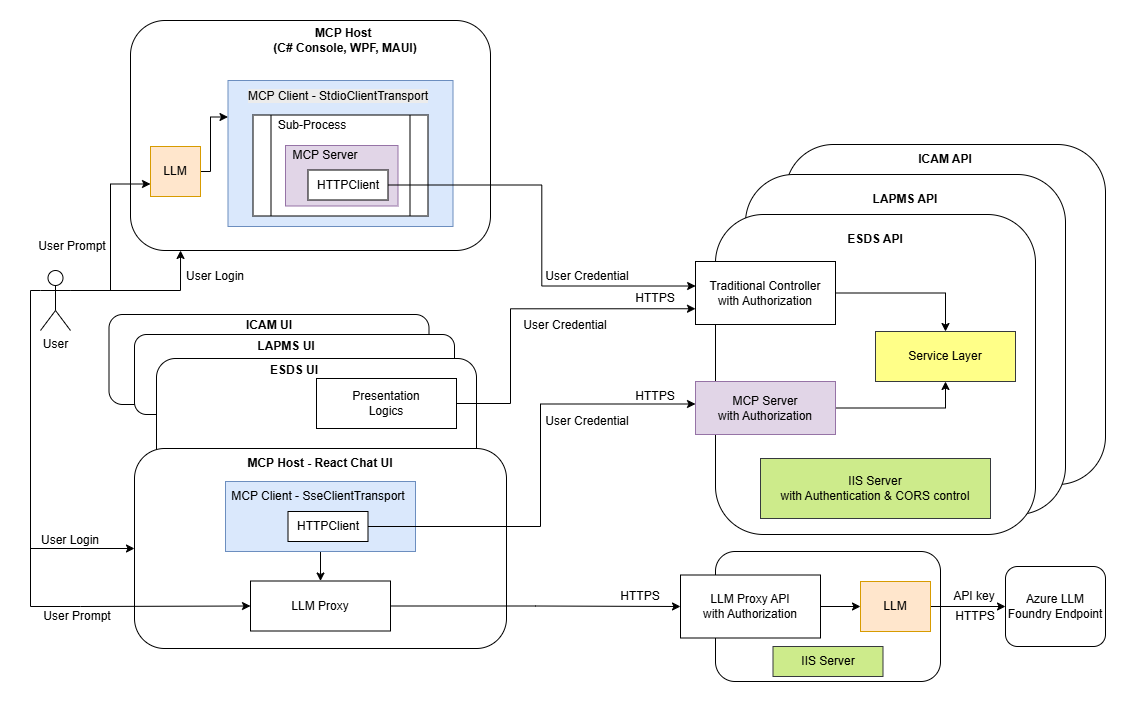 MCP Host
(C# Console, WPF, MAUI)
MCP Client - StdioClientTransport
Sub-Process
MCP Server
HTTPClient
LLM
User Prompt
User Login
User
User Credential
HTTPS
User Credential
ICAM UI
LAPMS UI
ESDS UI
Presentation
Logics
HTTPS
User Credential
MCP Host - React Chat UI
MCP Client - SseClientTransport
HTTPClient
LLM Proxy
User Login
User Prompt
ICAM API
LAPMS API
ESDS API
Traditional Controller
with Authorization
Service Layer
MCP Server
with Authorization
IIS Server
with Authentication & CORS control
HTTPS
LLM Proxy API
with Authorization
LLM
IIS Server
API key
HTTPS
Azure LLM
Foundry Endpoint